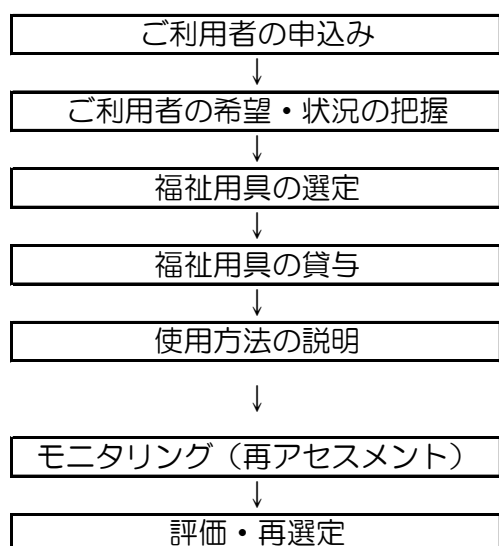 ご利用者の申込み
↓
ご利用者の希望・状況の把握
↓
福祉用具の選定
↓
福祉用具の貸与
↓
使用方法の説明
↓
モニタリング（再アセスメント）
↓
評価・再選定